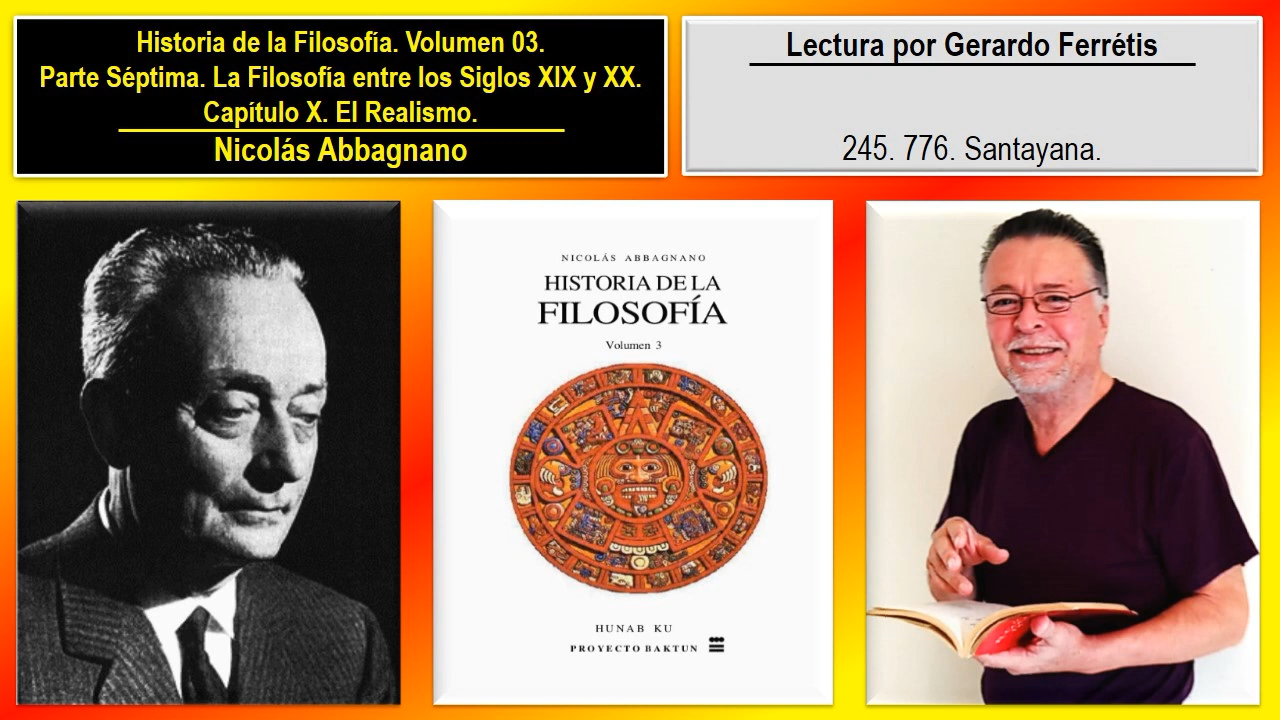 Historia de la Filosofía. Volumen 03.
Parte Séptima. La Filosofía entre los Siglos XIX y XX.
Capítulo X. El Realismo.
Nicolás Abbagnano
Lectura por Gerardo Ferrétis
245. 776. Santayana.
NICOLÁS ABBAGNANO
HISTORIA DE LA
FILOSOFÍA
Volumen 3
HUNAB KU
PROYECTO BAKTUN